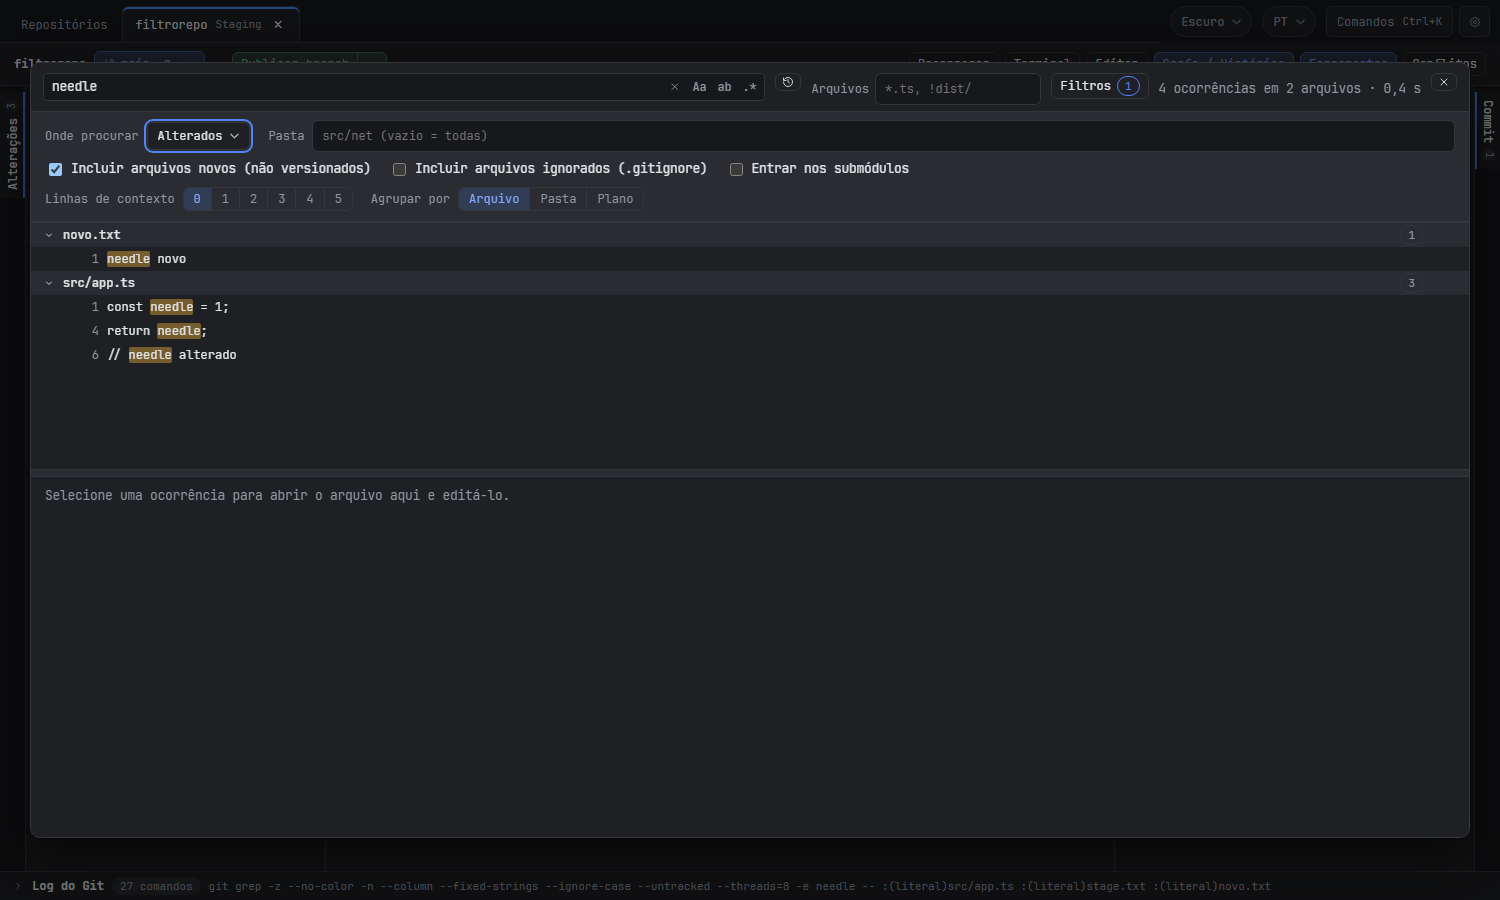 Repositórios filtrorepo Staging × Escuro PT Comandos Ctrl+K
needle × Aa ab .* Arquivos *.ts, !dist/ Filtros 1 4 ocorrências em 2 arquivos · 0,4 s ×
Alterações 3
Commit 1
Onde procurar Alterados Pasta src/net (vazio = todas)
Incluir arquivos novos (não versionados) Incluir arquivos ignorados (.gitignore) Entrar nos submódulos
Linhas de contexto 0 1 2 3 4 5 Agrupar por Arquivo Pasta Plano
novo.txt 1
1 needle novo
src/app.ts 3
1 const needle = 1;
4 return needle;
6 // needle alterado
Selecione uma ocorrência para abrir o arquivo aqui e editá-lo.
Log do Git 27 comandos git grep -z --no-color -n --column --fixed-strings --ignore-case --untracked --threads=8 -e needle -- :(literal)src/app.ts :(literal)stage.txt :(literal)novo.txt